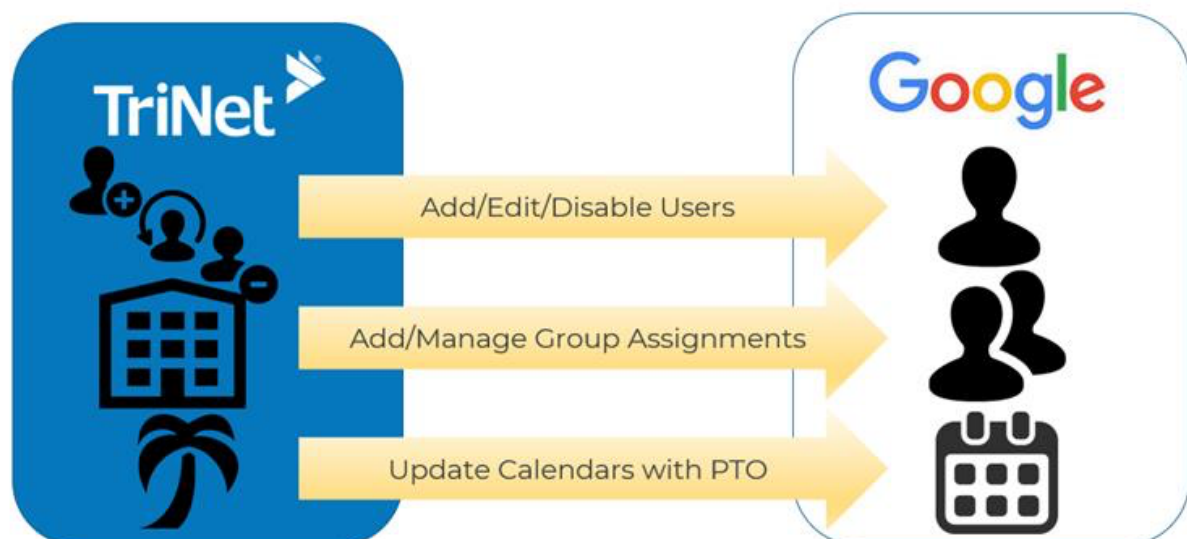 TriNet
Google
Add/Edit/Disable Users
Add/Manage Group Assignments
Update Calendars with PTO